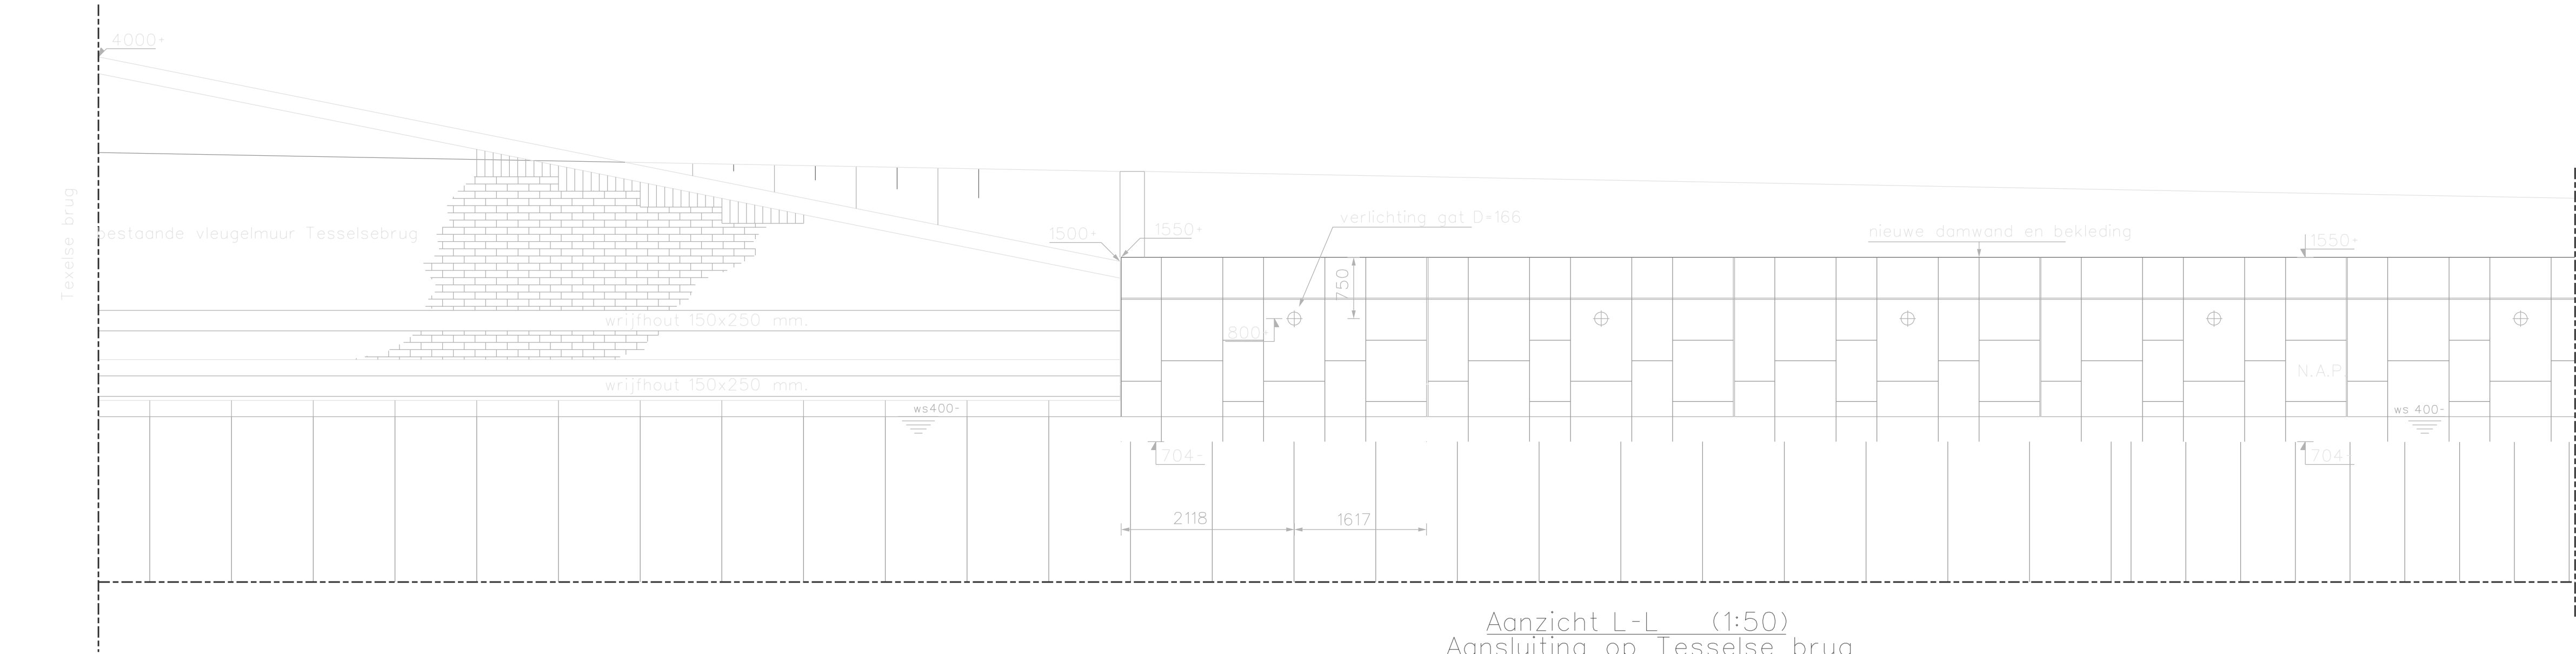 4000+
Texelse brug
bestaande vleugelmuur Tesselsebrug
1500+
1550+
verlichting gat D=166
nieuwe damwand en bekleding
1550+
750
800+
wrijfhout 150x250 mm.
wrijfhout 150x250 mm.
N.A.P.
ws400-
ws 400-
704-
704-
2118
1617
Aanzicht L-L (1:50)
Aansluiting op Tesselse brug